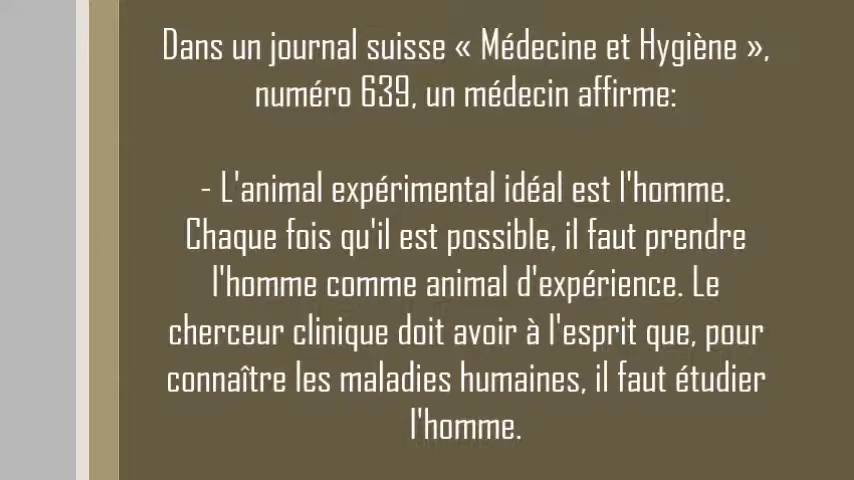 Dans un journal suisse « Médecine et Hygiène »,
numéro 639, un médecin affirme:
- L'animal expérimental idéal est l'homme.
Chaque fois qu'il est possible, il faut prendre
l'homme comme animal d'expérience. Le
cherceur clinique doit avoir à l'esprit que, pour
connaître les maladies humaines, il faut étudier
l'homme.